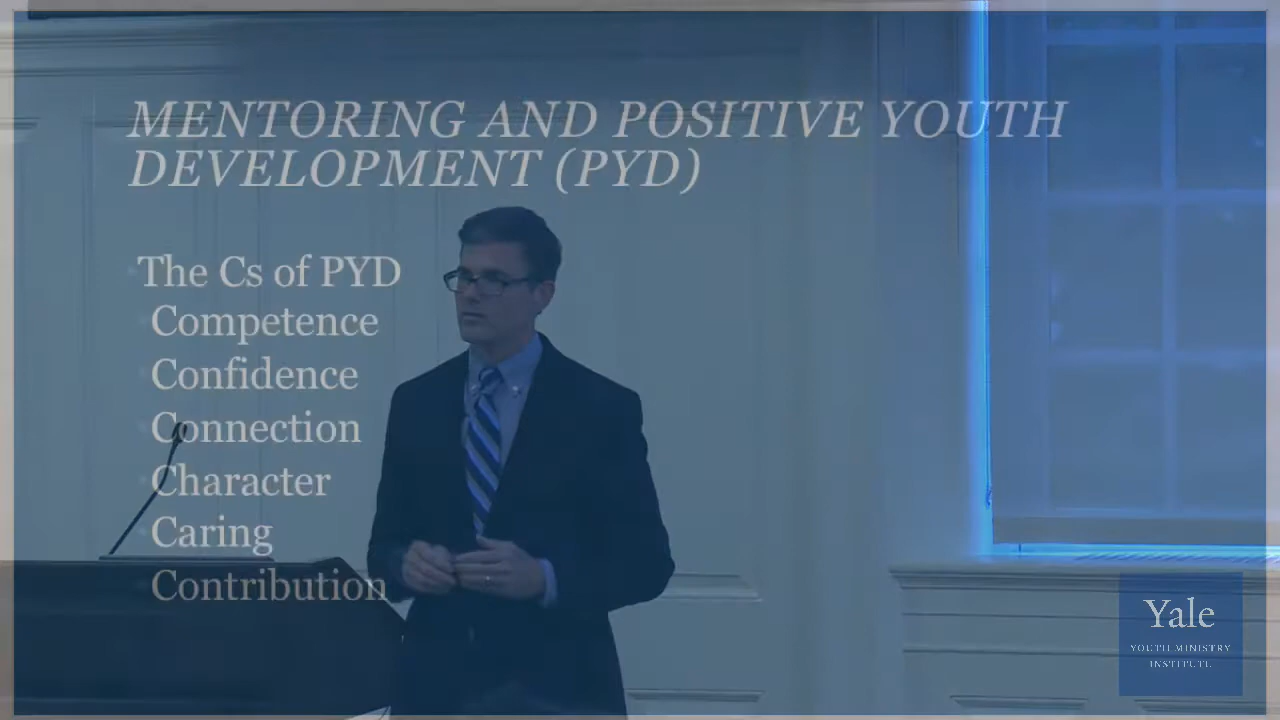 MENTORING AND POSITIVE YOUTH
DEVELOPMENT (PYD)
The Cs of PYD
Competence
Confidence
Connection
Character
Caring
Contribution
Yale
YOUTH MINISTRY
INSTITUTE